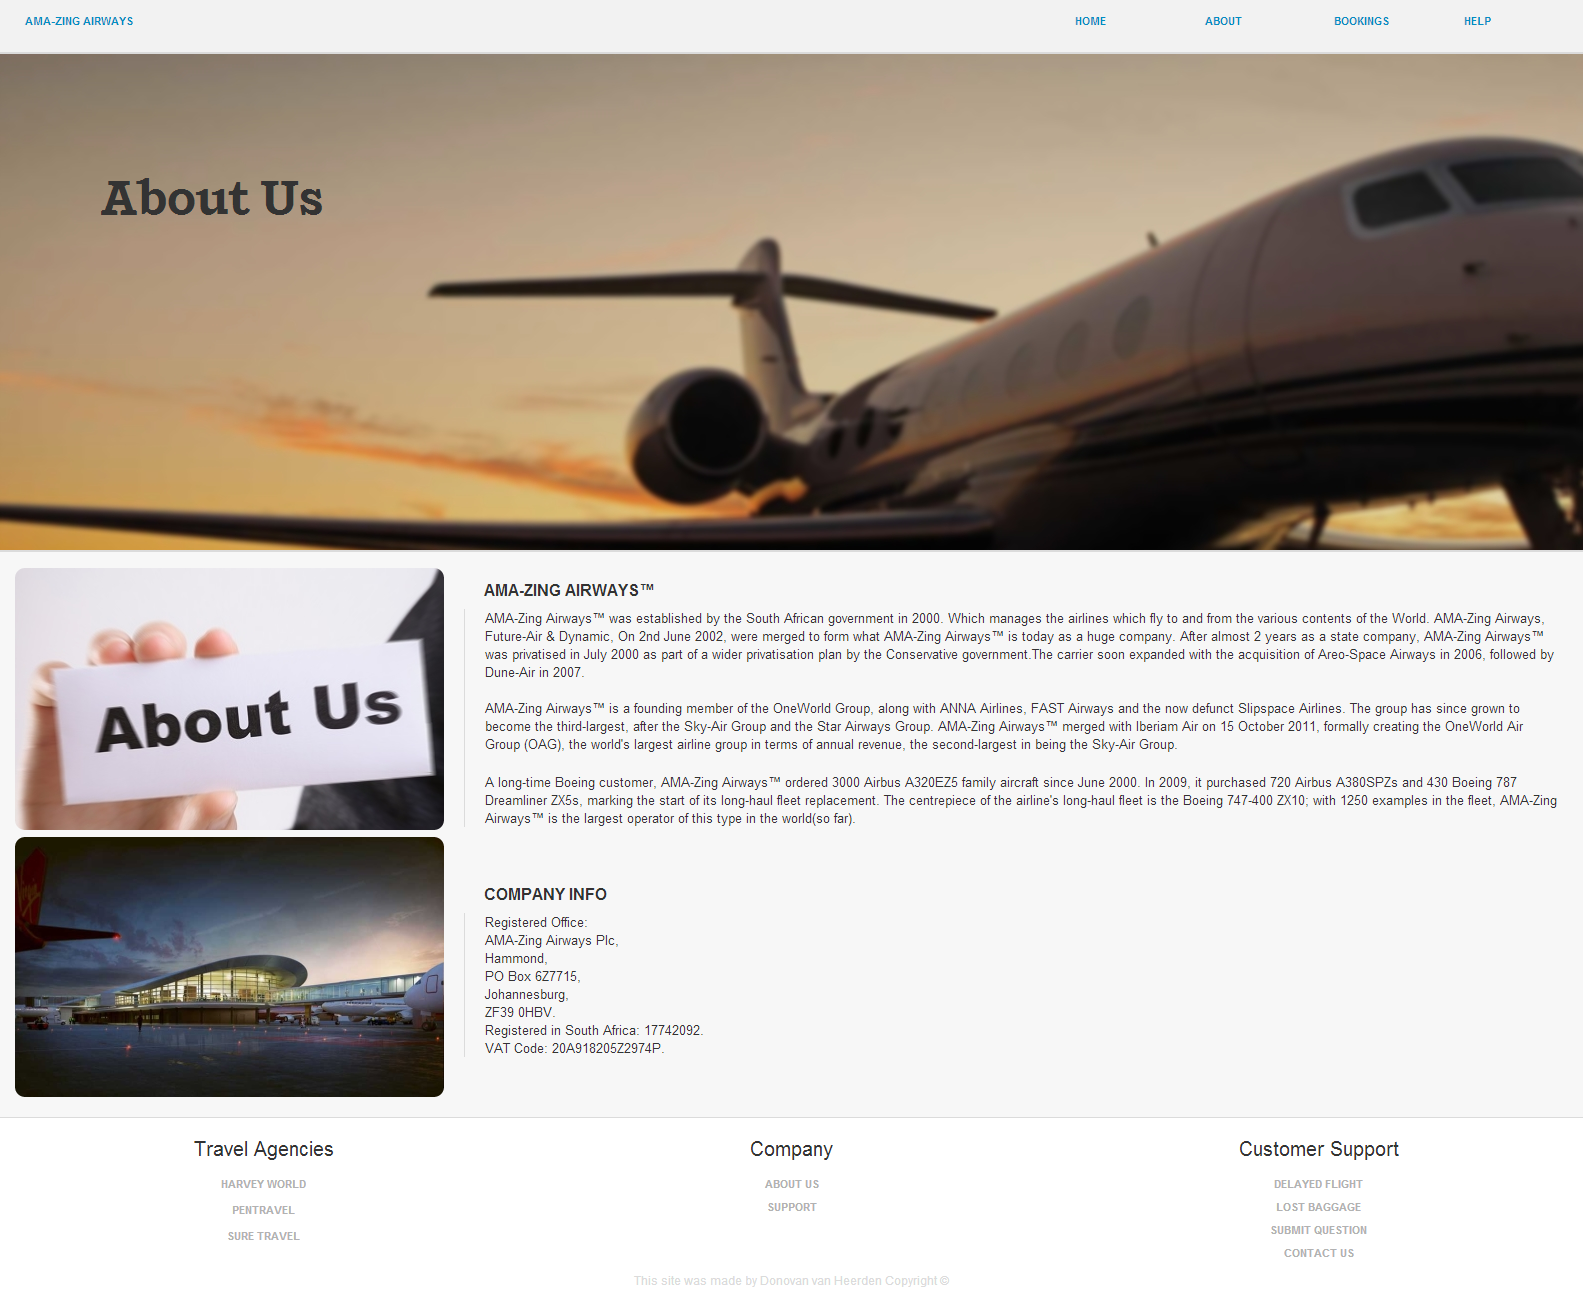 AMA-ZING AIRWAYS
HOME
ABOUT
BOOKINGS
HELP
About Us
About Us
AMA-ZING AIRWAYS™
AMA-Zing Airways™ was established by the South African government in 2000. Which manages the airlines which fly to and from the various contents of the World. AMA-Zing Airways,
Future-Air & Dynamic, On 2nd June 2002, were merged to form what AMA-Zing Airways™ is today as a huge company. After almost 2 years as a state company, AMA-Zing Airways™
was privatised in July 2000 as part of a wider privatisation plan by the Conservative government.The carrier soon expanded with the acquisition of Areo-Space Airways in 2006, followed by
Dune-Air in 2007.
AMA-Zing Airways™ is a founding member of the OneWorld Group, along with ANNA Airlines, FAST Airways and the now defunct Slipspace Airlines. The group has since grown to
become the third-largest, after the Sky-Air Group and the Star Airways Group. AMA-Zing Airways™ merged with Iberiam Air on 15 October 2011, formally creating the OneWorld Air
Group (OAG), the world's largest airline group in terms of annual revenue, the second-largest in being the Sky-Air Group.
A long-time Boeing customer, AMA-Zing Airways™ ordered 3000 Airbus A320EZ5 family aircraft since June 2000. In 2009, it purchased 720 Airbus A380SPZs and 430 Boeing 787
Dreamliner ZX5s, marking the start of its long-haul fleet replacement. The centrepiece of the airline's long-haul fleet is the Boeing 747-400 ZX10; with 1250 examples in the fleet, AMA-Zing
Airways™ is the largest operator of this type in the world(so far).
COMPANY INFO
Registered Office:
AMA-Zing Airways Plc,
Hammond,
PO Box 6Z7715,
Johannesburg,
ZF39 0HBV.
Registered in South Africa: 17742092.
VAT Code: 20A918205Z2974P.
Travel Agencies
HARVEY WORLD
PENTRAVEL
SURE TRAVEL
Company
ABOUT US
SUPPORT
Customer Support
DELAYED FLIGHT
LOST BAGGAGE
SUBMIT QUESTION
CONTACT US
This site was made by Donovan van Heerden Copyright ©